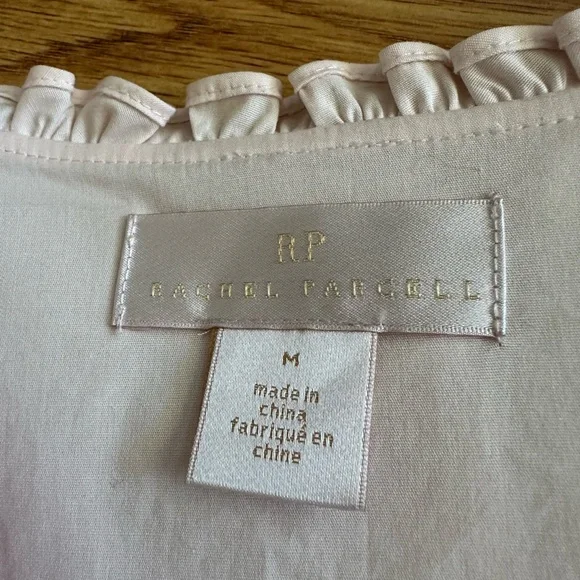 RP
RACHEL PARCELL
M
made in
china
fabriqué en
chine